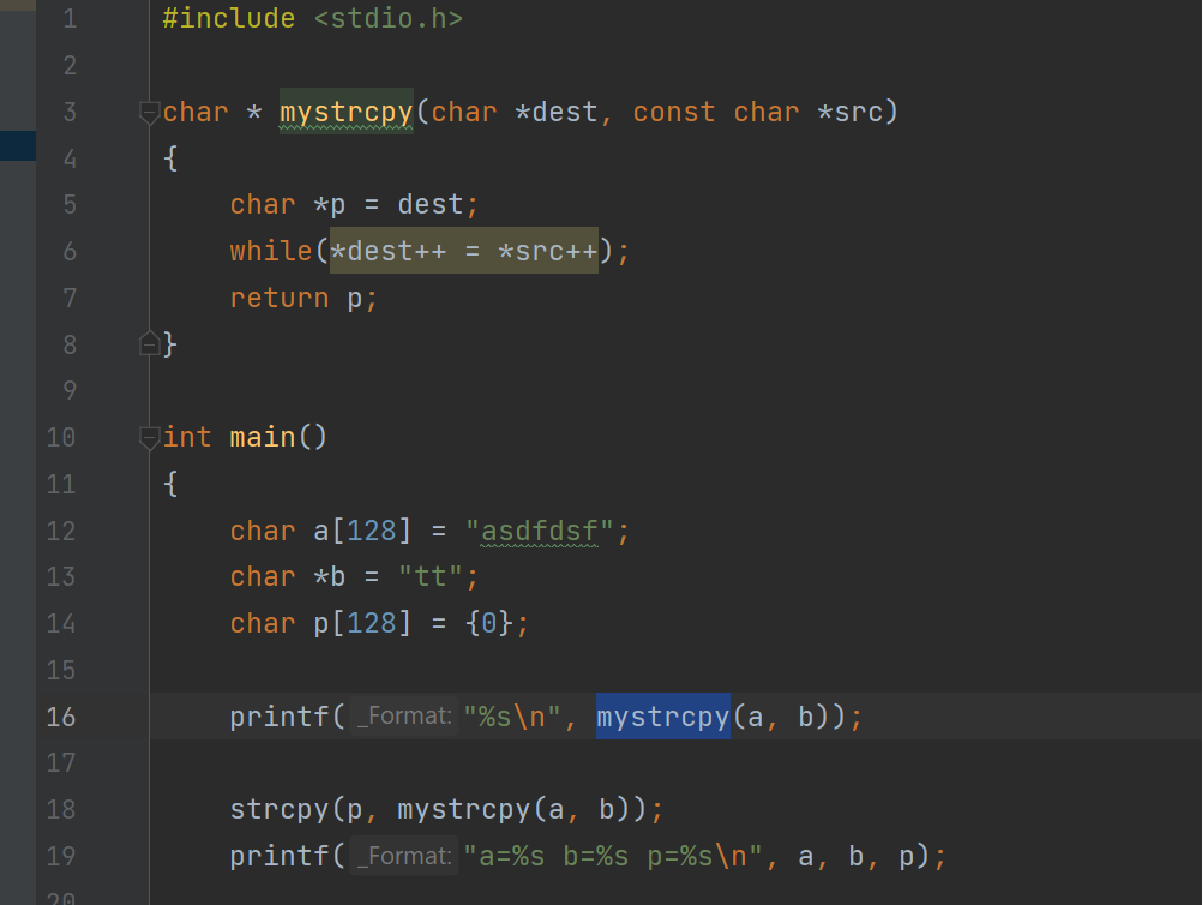 1 #include <stdio.h>
2
3 char * mystrcpy(char *dest, const char *src)
4 {
5 char *p = dest;
6 while(*dest++ = *src++);
7 return p;
8 }
9
10 int main()
11 {
12 char a[128] = "asdfdsf";
13 char *b = "tt";
14 char p[128] = {0};
15
16 printf( _Format: "%s\n", mystrcpy(a, b));
17
18 strcpy(p, mystrcpy(a, b));
19 printf( _Format: "a=%s b=%s p=%s\n", a, b, p);
20